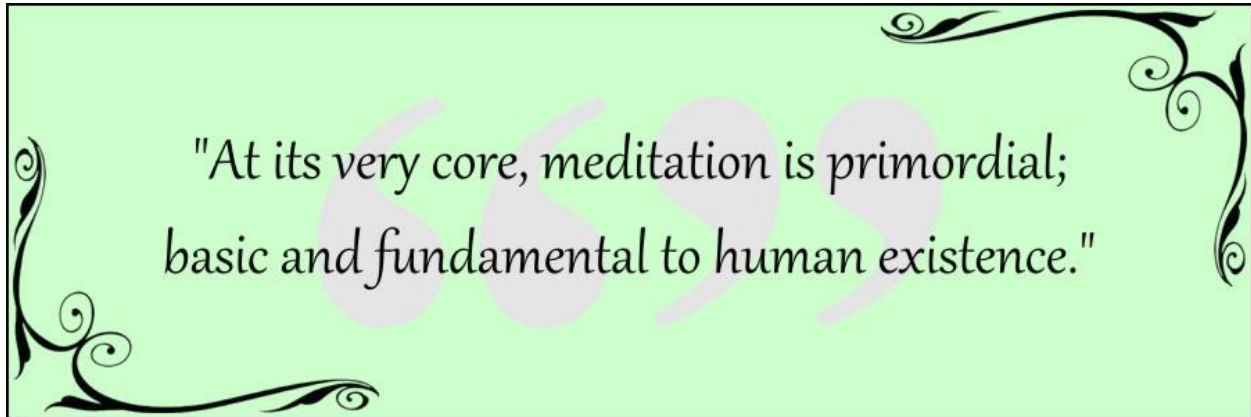 "At its very core, meditation is primordial;
basic and fundamental to human existence."